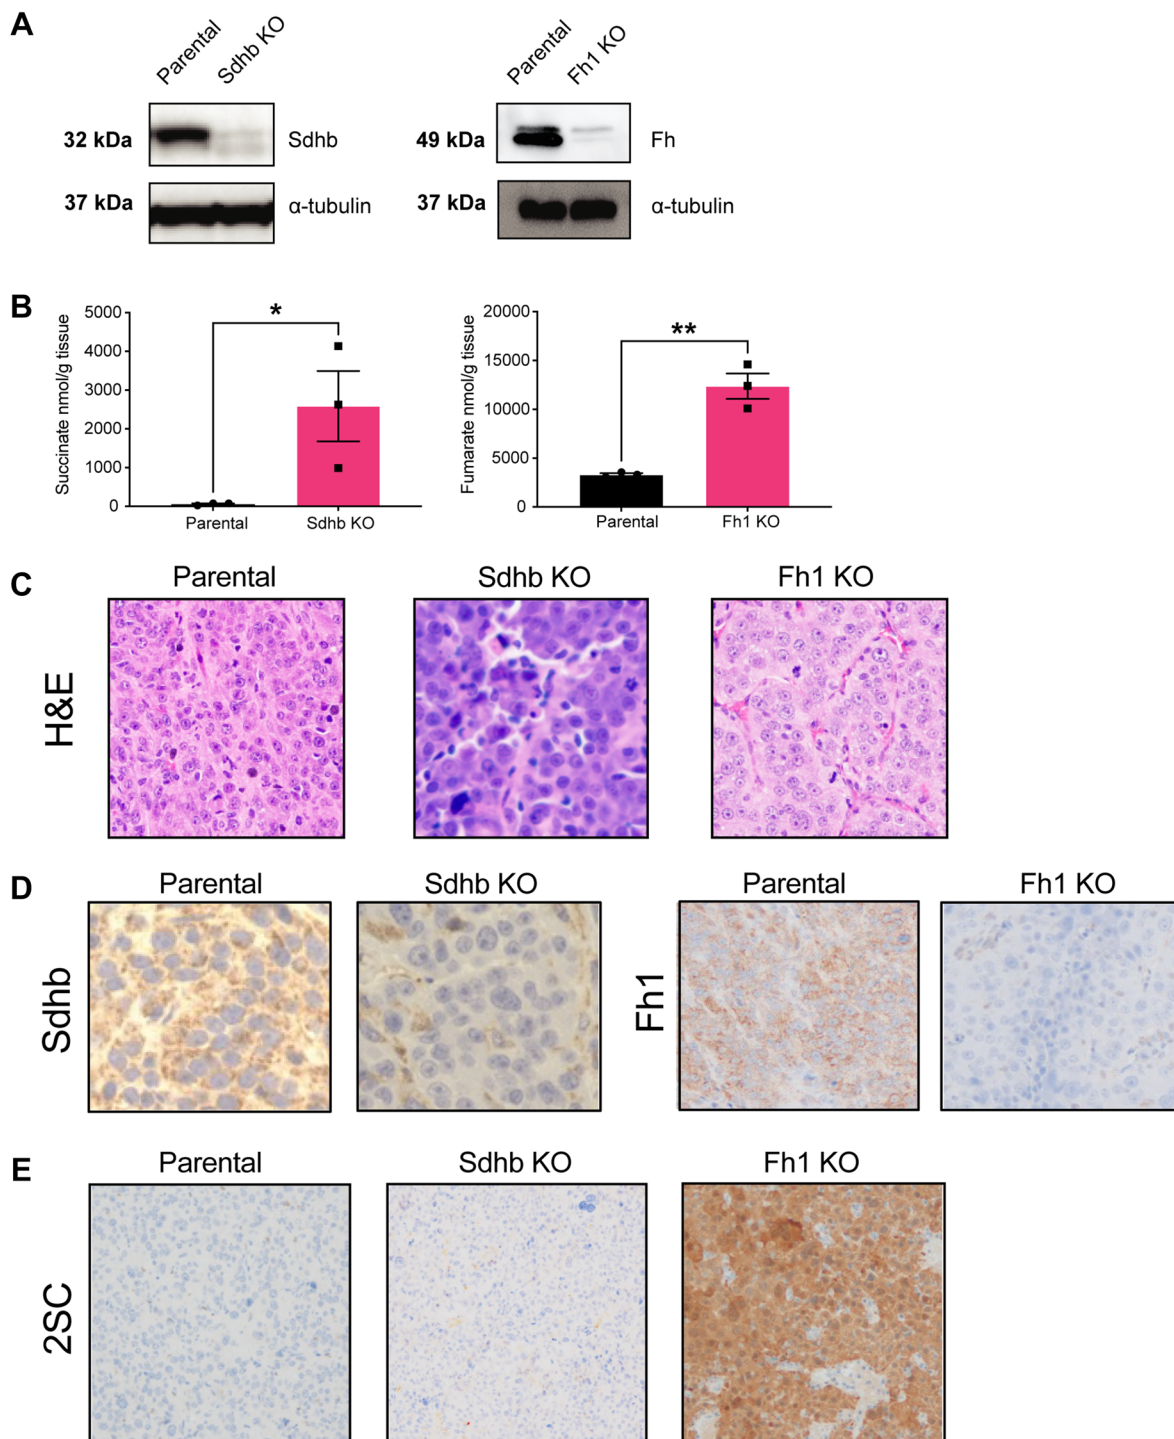 A
Parental
Sdhb KO
32 kDa
Sdhb
37 kDa
α-tubulin
Parental
Fh1 KO
49 kDa
Fh
37 kDa
α-tubulin
B
Succinate nmol/g tissue
5000
4000
3000
2000
1000
0
*
Parental
Sdhb KO
Fumarate nmol/g tissue
20000
15000
10000
5000
0
**
Parental
Fh1 KO
C
Parental
Sdhb KO
Fh1 KO
H&E
D
Parental
Sdhb KO
Parental
Fh1 KO
Sdhb
Fh1
E
Parental
Sdhb KO
Fh1 KO
2SC